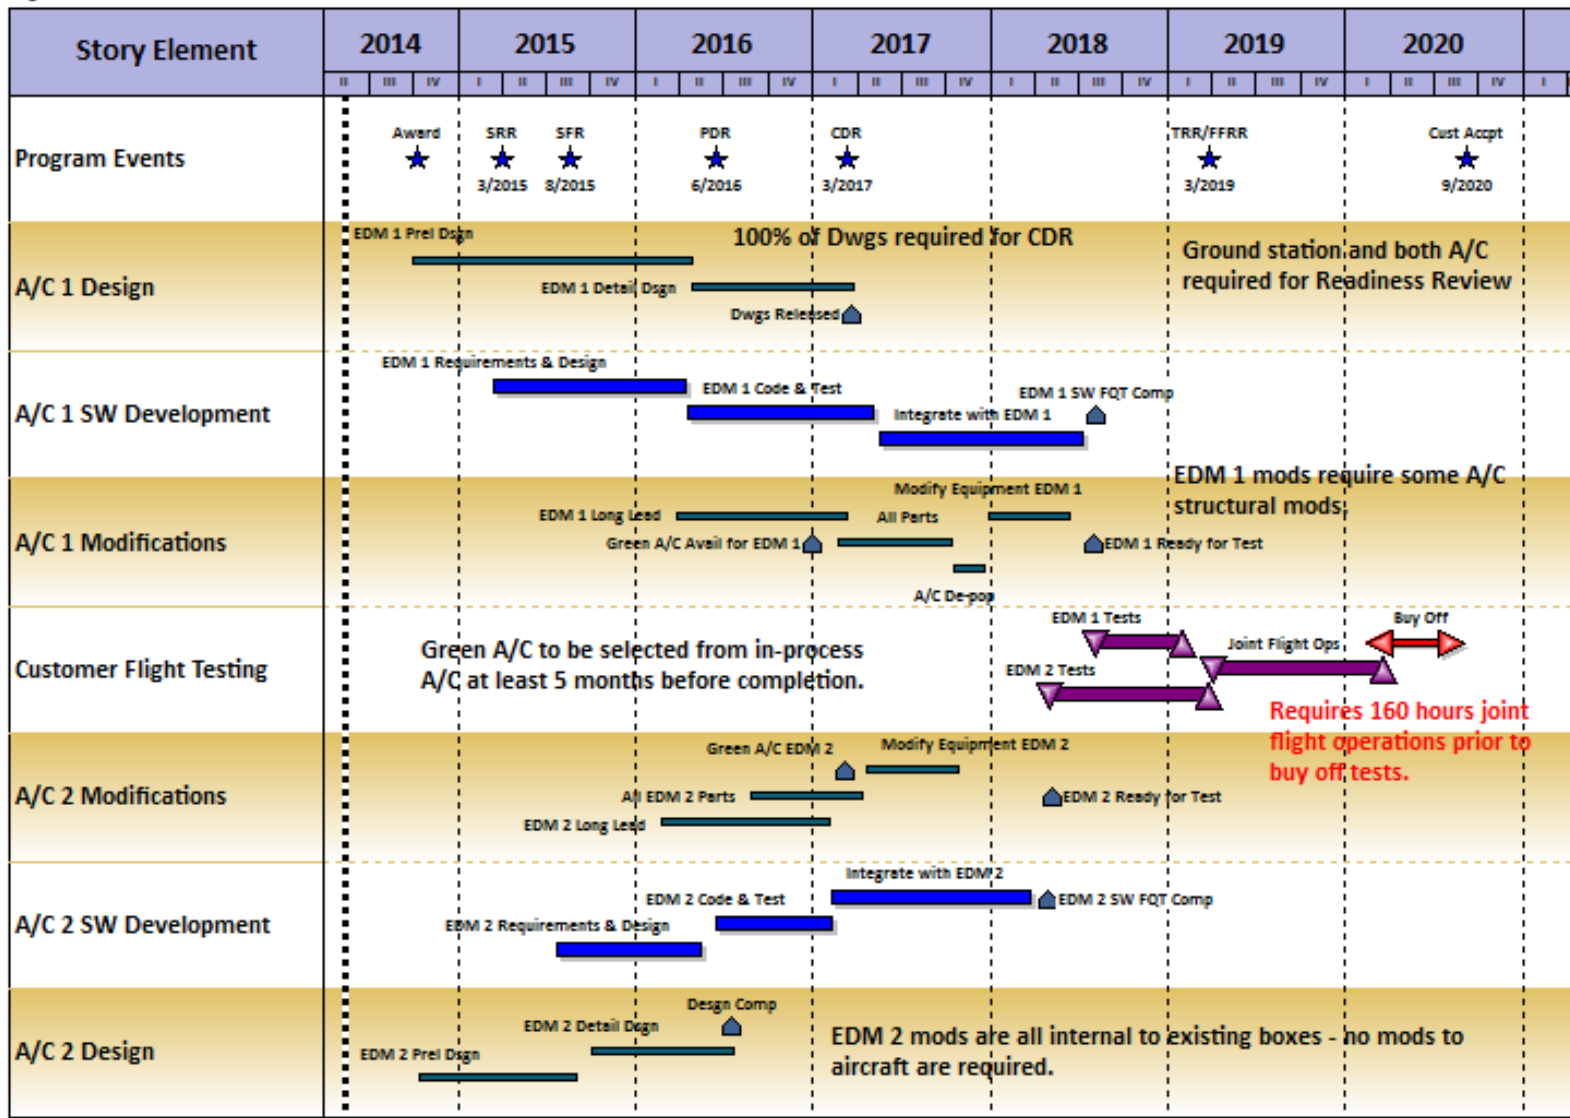 Story Element
2014 2015 2016 2017 2018 2019 2020
II III IV I II III IV I II III IV I II III IV I II III IV I II III IV I II III IV I
Program Events
Award SRR SFR PDR CDR TRR/FFRR Cust Accpt
3/2015 8/2015 6/2016 3/2017 3/2019 9/2020
A/C 1 Design
EDM 1 Prel Dsgn
100% of Dwgs required for CDR
EDM 1 Detail Dsgn
Dwgs Released
Ground station and both A/C
required for Readiness Review
A/C 1 SW Development
EDM 1 Requirements & Design
EDM 1 Code & Test
Integrate with EDM 1
EDM 1 SW FQT Comp
A/C 1 Modifications
Modify Equipment EDM 1
EDM 1 Long Lead
All Parts
Green A/C Avail for EDM 1
EDM 1 Ready for Test
A/C De-pop
EDM 1 mods require some A/C
structural mods.
Customer Flight Testing
Green A/C to be selected from in-process
A/C at least 5 months before completion.
EDM 1 Tests
Buy Off
Joint Flight Ops
EDM 2 Tests
Requires 160 hours joint
flight operations prior to
buy off tests.
A/C 2 Modifications
Green A/C EDM 2
Modify Equipment EDM 2
All EDM 2 Parts
EDM 2 Ready for Test
EDM 2 Long Lead
A/C 2 SW Development
Integrate with EDM 2
EDM 2 Code & Test
EDM 2 SW FQT Comp
EDM 2 Requirements & Design
A/C 2 Design
Desgn Comp
EDM 2 Detail Dsgn
EDM 2 Prel Dsgn
EDM 2 mods are all internal to existing boxes - no mods to
aircraft are required.